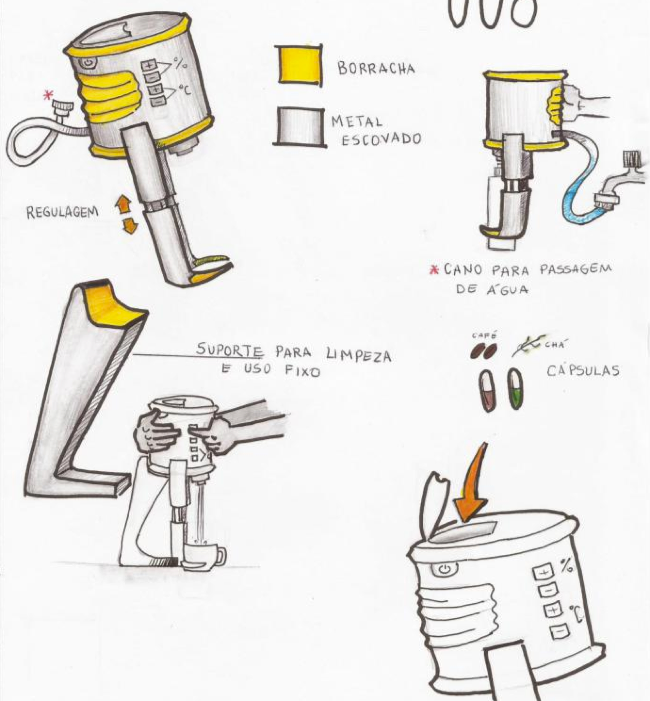 +
-
+
-
%
°C
*
BORRACHA
METAL
ESCOVADO
REGULAGEM
* CANO PARA PASSAGEM
DE ÁGUA
SUPORTE PARA LIMPEZA
E USO FIXO
CAFÉ
CHÁ
CÁPSULAS
+
-
+
-
%
°C